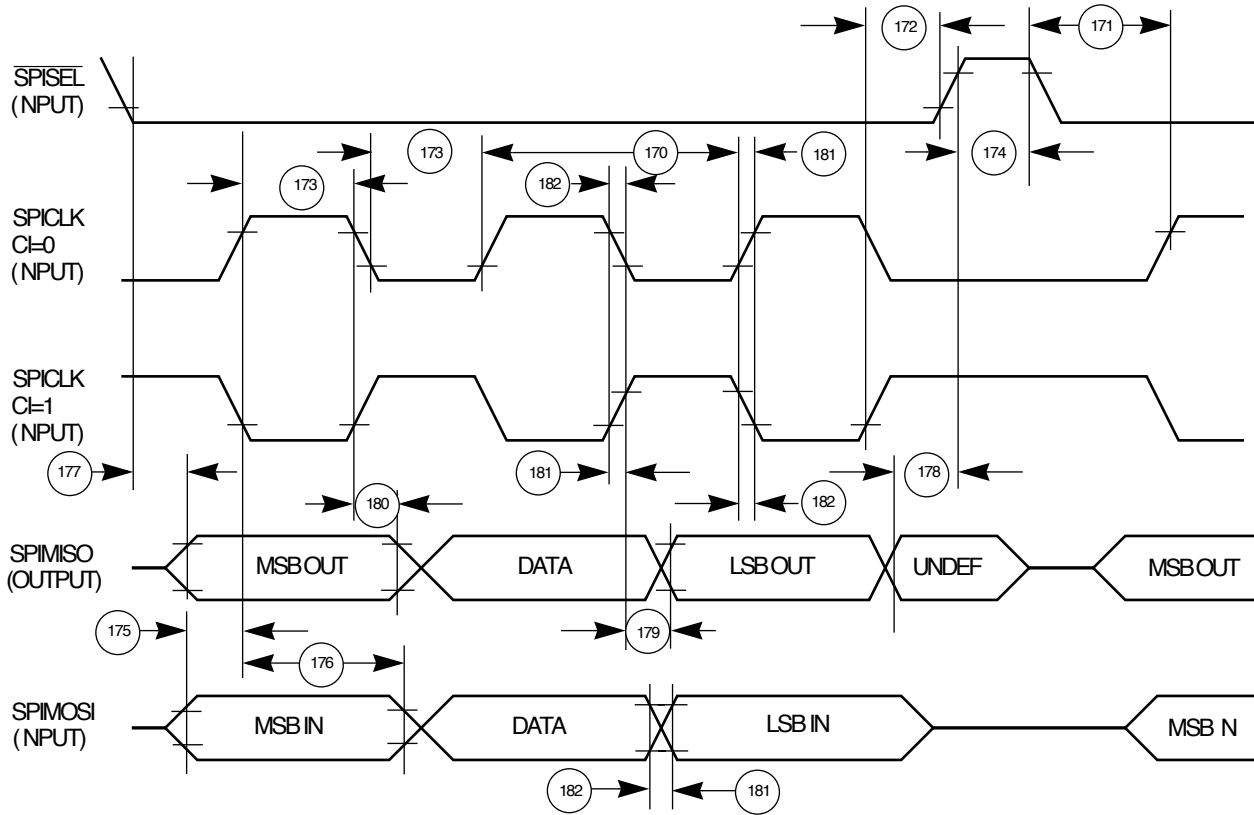 172
171
SPISEL
( NPUT)
173
170
181
174
173
182
SPICLK
CI=0
( NPUT)
SPICLK
CI=1
( NPUT)
177
181
178
180
182
SPIMISO
(OUTPUT)
MSB OUT
DATA
LSB OUT
UNDEF
MSB OUT
175
179
176
SPIMOSI
( NPUT)
MSB IN
DATA
LSB IN
MSB N
182
181